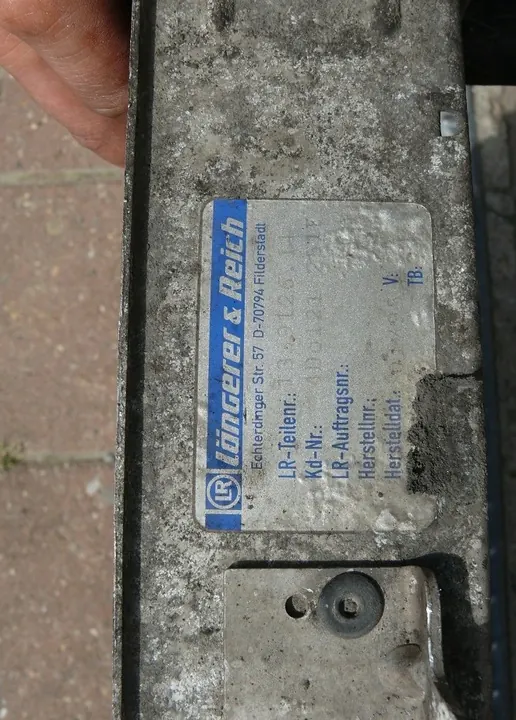 LR Längerer & Reich
Echterdinger Str. 57 D-70794 Filderstadt
LR-Teilenr.:
Kd-Nr.:
LR-Auftragsnr.:
Herstellnr.: V:
Herstelldat.: TB: